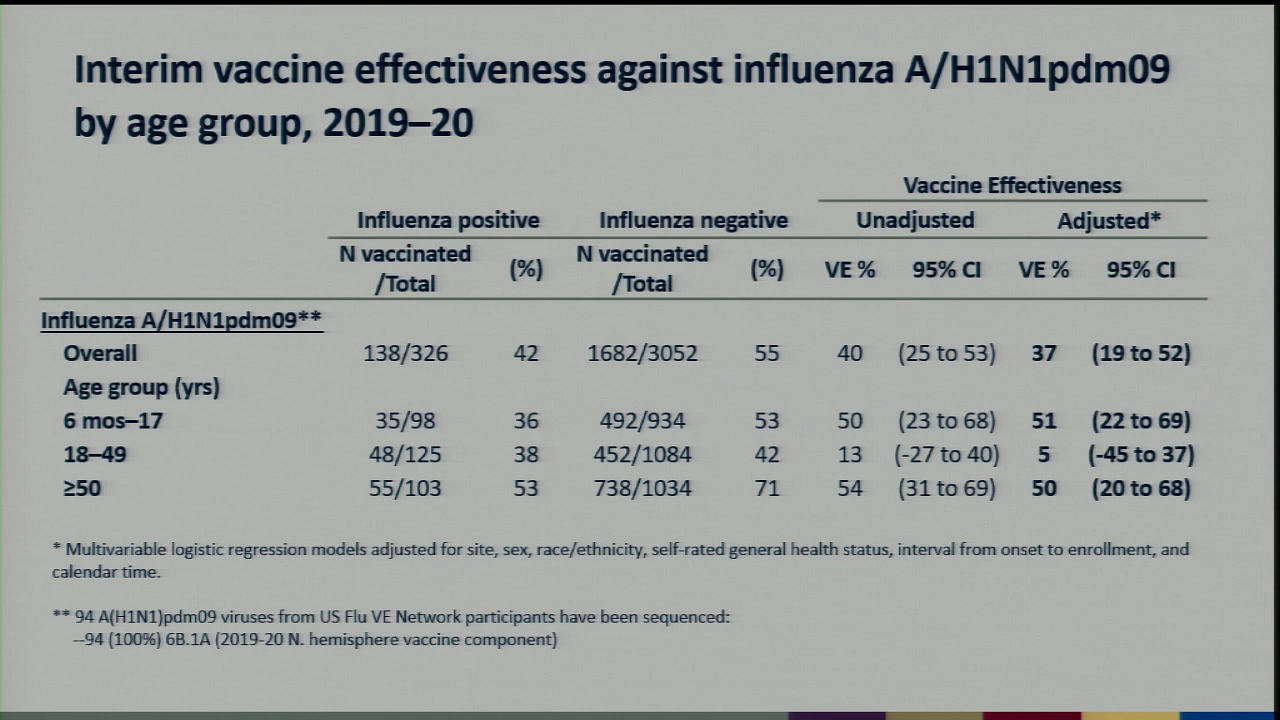 Interim vaccine effectiveness against influenza A/H1N1pdm09
by age group, 2019–20
Vaccine Effectiveness
Influenza positive Influenza negative Unadjusted Adjusted*
N vaccinated /Total (%) N vaccinated /Total (%) VE % 95% CI VE % 95% CI
Influenza A/H1N1pdm09**
Overall 138/326 42 1682/3052 55 40 (25 to 53) 37 (19 to 52)
Age group (yrs)
6 mos–17 35/98 36 492/934 53 50 (23 to 68) 51 (22 to 69)
18–49 48/125 38 452/1084 42 13 (-27 to 40) 5 (-45 to 37)
≥50 55/103 53 738/1034 71 54 (31 to 69) 50 (20 to 68)
* Multivariable logistic regression models adjusted for site, sex, race/ethnicity, self-rated general health status, interval from onset to enrollment, and
calendar time.
** 94 A(H1N1)pdm09 viruses from US Flu VE Network participants have been sequenced:
--94 (100%) 6B.1A (2019-20 N. hemisphere vaccine component)